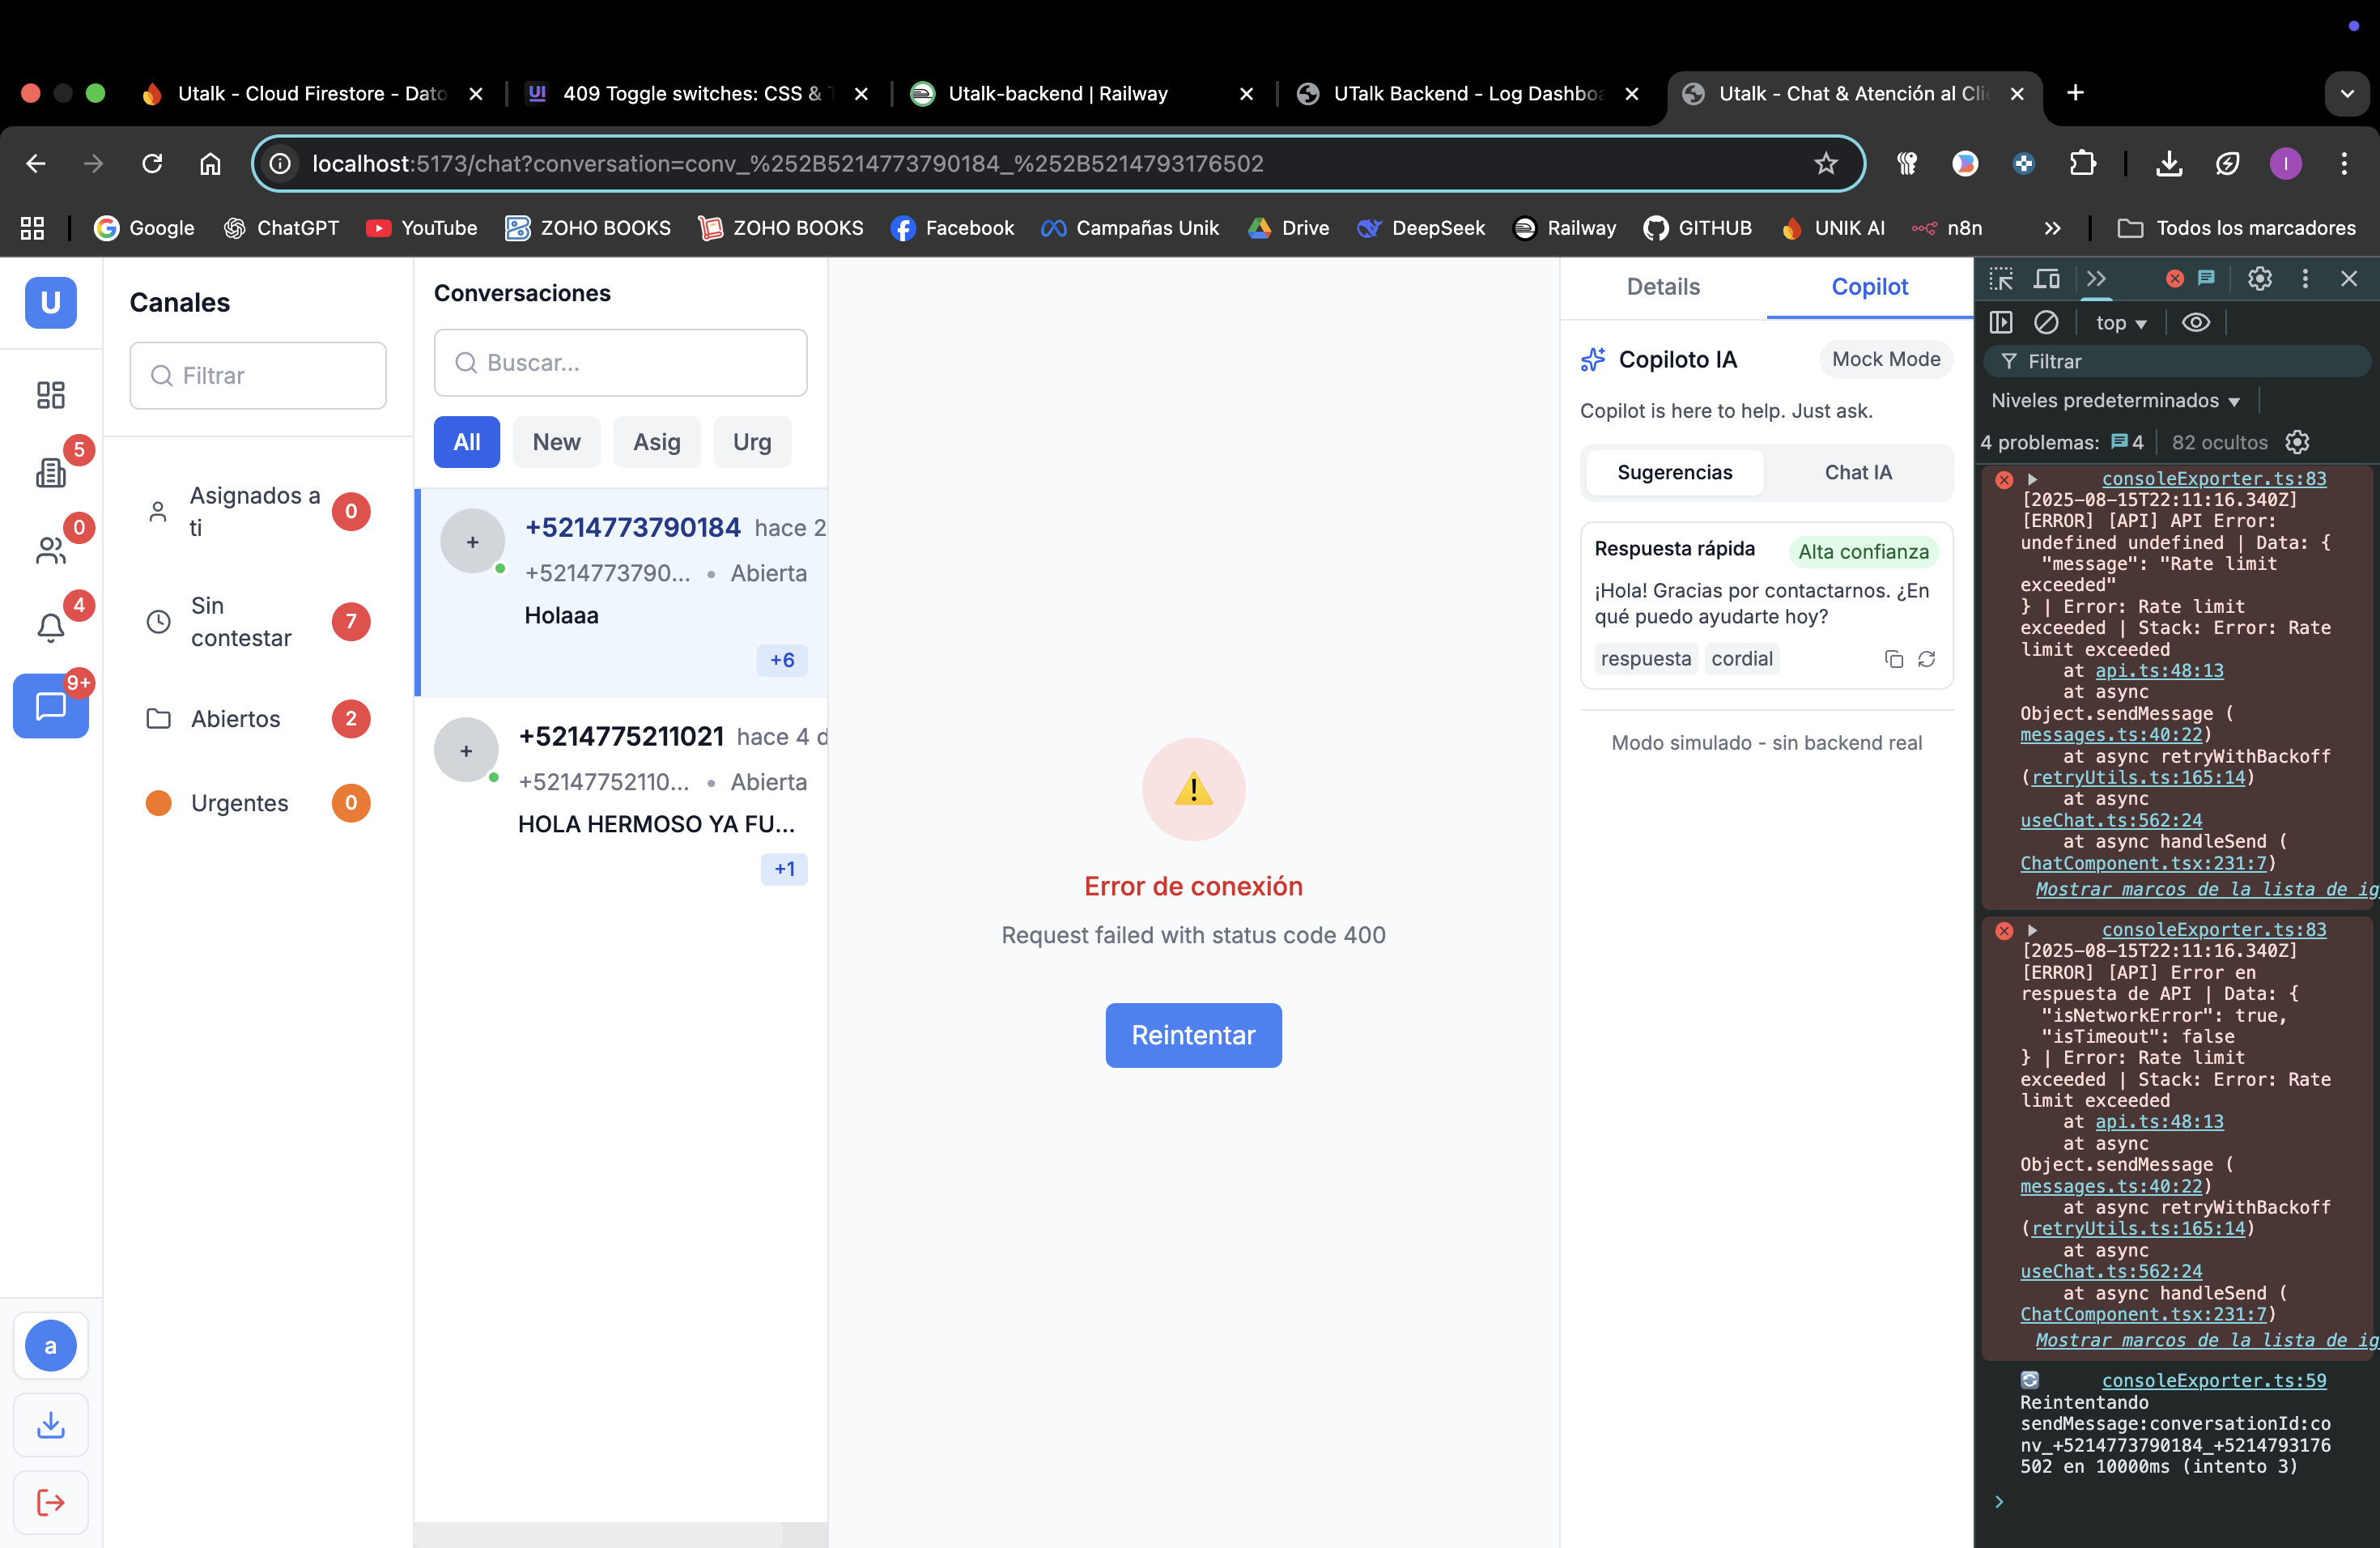 Utalk - Cloud Firestore - Dato
UI
409 Toggle switches: CSS & T
Utalk-backend | Railway
UTalk Backend - Log Dashboa
Utalk - Chat & Atención al Clie
localhost:5173/chat?conversation=conv_%252B5214773790184_%252B5214793176502
I
Google
ChatGPT
YouTube
ZOHO BOOKS
ZOHO BOOKS
Facebook
Campañas Unik
Drive
DeepSeek
Railway
GITHUB
UNIK AI
n8n
Todos los marcadores
U
5
0
4
9+
a
Canales
Filtrar
Asignados a
ti
0
Sin
contestar
7
Abiertos
2
Urgentes
0
Conversaciones
Buscar...
All
New
Asig
Urg
+
+5214773790184
hace 2
+521477379​0... • Abierta
Holaaa
+6
+
+5214775211021
hace 4 d
+52147752110... • Abierta
HOLA HERMOSO YA FU...
+1
Error de conexión
Request failed with status code 400
Reintentar
Details
Copilot
Copiloto IA
Mock Mode
Copilot is here to help. Just ask.
Sugerencias
Chat IA
Respuesta rápida
Alta confianza
¡Hola! Gracias por contactarnos. ¿En
qué puedo ayudarte hoy?
respuesta
cordial
Modo simulado - sin backend real
top
Filtrar
Niveles predeterminados
4 problemas: 4
82 ocultos
consoleExporter.ts:83
[2025-08-15T22:11:16.340Z]
[ERROR] [API] API Error:
undefined undefined | Data: {
"message": "Rate limit
exceeded"
} | Error: Rate limit
exceeded | Stack: Error: Rate
limit exceeded
at api.ts:48:13
at async
Object.sendMessage (
messages.ts:40:22)
at async retryWithBackoff
(retryUtils.ts:165:14)
at async
useChat.ts:562:24
at async handleSend (
ChatComponent.tsx:231:7)
Mostrar marcos de la lista de ig
consoleExporter.ts:83
[2025-08-15T22:11:16.340Z]
[ERROR] [API] Error en
respuesta de API | Data: {
"isNetworkError": true,
"isTimeout": false
} | Error: Rate limit
exceeded | Stack: Error: Rate
limit exceeded
at api.ts:48:13
at async
Object.sendMessage (
messages.ts:40:22)
at async retryWithBackoff
(retryUtils.ts:165:14)
at async
useChat.ts:562:24
at async handleSend (
ChatComponent.tsx:231:7)
Mostrar marcos de la lista de ig
consoleExporter.ts:59
Reintentando
sendMessage:conversationId:co
nv_+5214773790184_+5214793176
502 en 10000ms (intento 3)